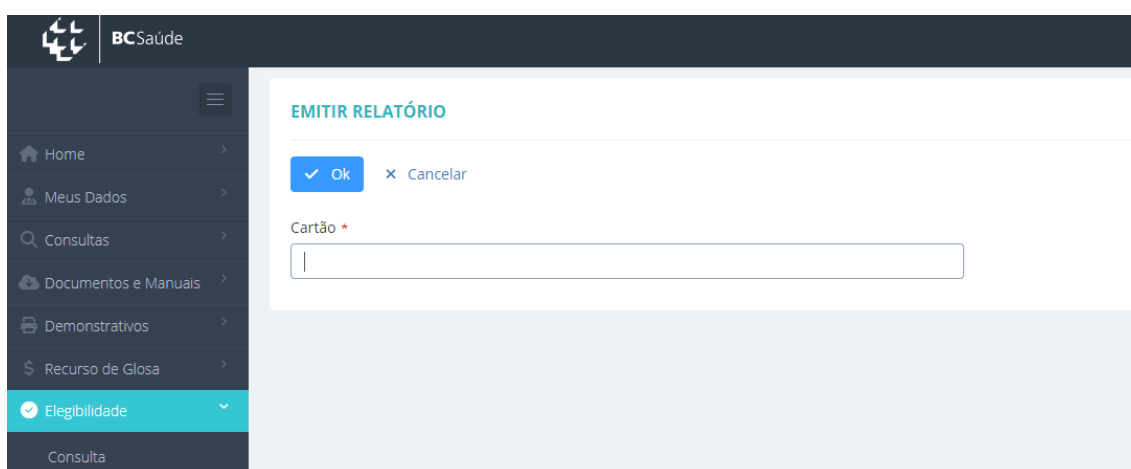 BCSaúde
EMITIR RELATÓRIO
Home
Ok
Cancelar
Meus Dados
Cartão *
Consultas
Documentos e Manuais
Demonstrativos
$ Recurso de Glosa
Elegibilidade
Consulta